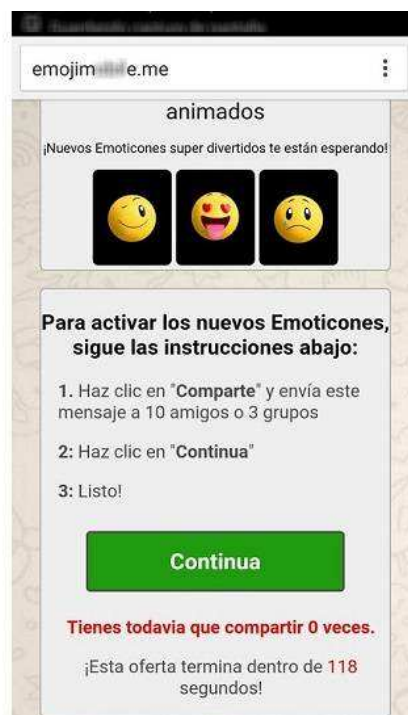 animados
¡Nuevos Emoticones super divertidos te están esperando!
Para activar los nuevos Emoticones,
sigue las instrucciones abajo:
1. Haz clic en "Comparte" y envía este
mensaje a 10 amigos o 3 grupos
2: Haz clic en "Continua"
3: Listo!
Continua
Tienes todavia que compartir 0 veces.
¡Esta oferta termina dentro de 118
segundos!